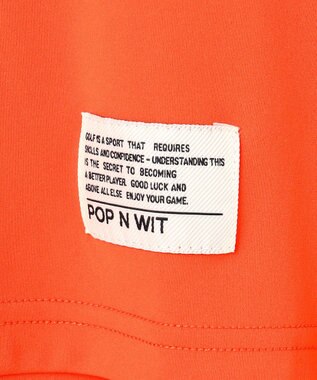 GOLF IS A SPORT THAT REQUIRES
SKILLS AND CONFIDENCE - UNDERSTANDING THIS
IS THE SECRET TO BECOMING
A BETTER PLAYER. GOOD LUCK AND
ABOVE ALL ELSE ENJOY YOUR GAME.
POP N WIT